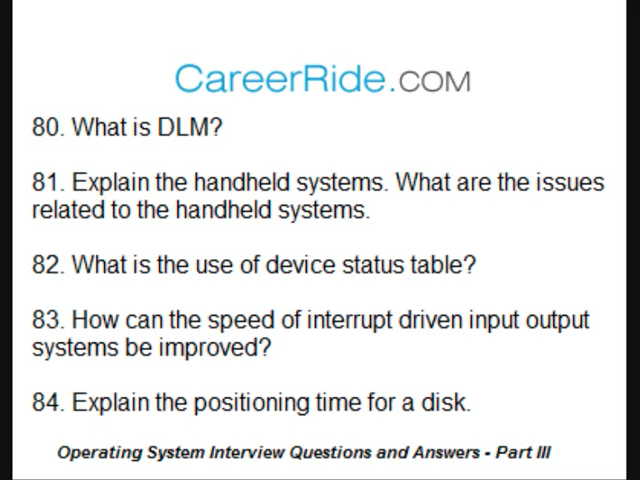 CareerRide.COM
80. What is DLM?
81. Explain the handheld systems. What are the issues
related to the handheld systems.
82. What is the use of device status table?
83. How can the speed of interrupt driven input output
systems be improved?
84. Explain the positioning time for a disk.
Operating System Interview Questions and Answers - Part III